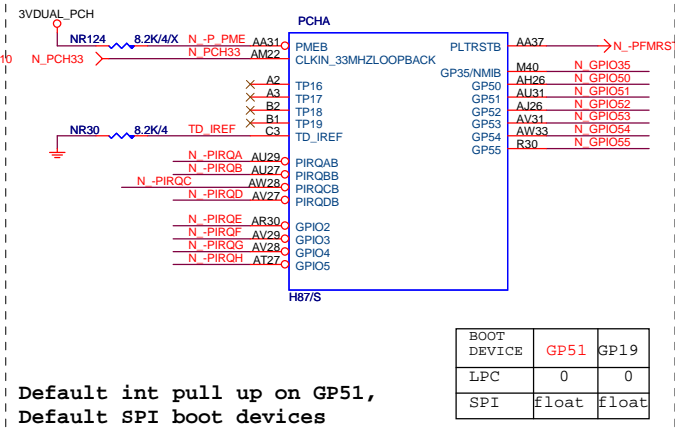 3VDUAL_PCH
PCHA
NR124 8.2K/4/X N_-P_PME AA31 PMEB PLTRSTB AA37 N_-PFMRST
10 N_PCH33 N_PCH33 AM22 CLKIN_33MHZLOOPBACK
GP35/NMIB M40 N_GPIO35
A2 TP16 GP50 AH26 N_GPIO50
A3 TP17 GP51 AU31 N_GPIO51
B2 TP18 GP52 AJ26 N_GPIO52
B1 TP19 GP53 AV31 N_GPIO53
NR30 8.2K/4 TD_IREF C3 TD_IREF GP54 AW33 N_GPIO54
GP55 R30 N_GPIO55
N_-PIRQA AU29 PIRQAB
N_-PIRQB AU27 PIRQBB
N_-PIRQC AW28 PIRQCB
N_-PIRQD AV27 PIRQDB
N_-PIRQE AR30 GPIO2
N_-PIRQF AV29 GPIO3
N_-PIRQG AV28 GPIO4
N_-PIRQH AT27 GPIO5
H87/S
BOOT
DEVICE GP51 GP19
LPC 0 0
SPI float float
Default int pull up on GP51,
Default SPI boot devices